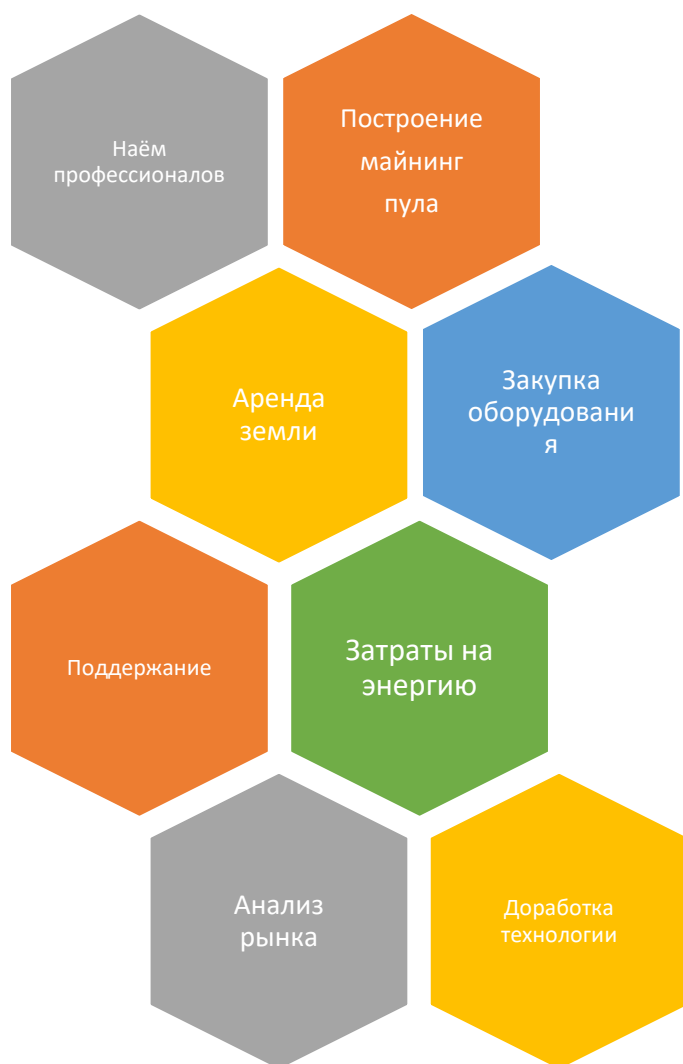 Наём
профессионалов
Построение
майнинг
пула
Аренда
земли
Закупка
оборудовани
я
Поддержание
Затраты на
энергию
Анализ
рынка
Доработка
технологии